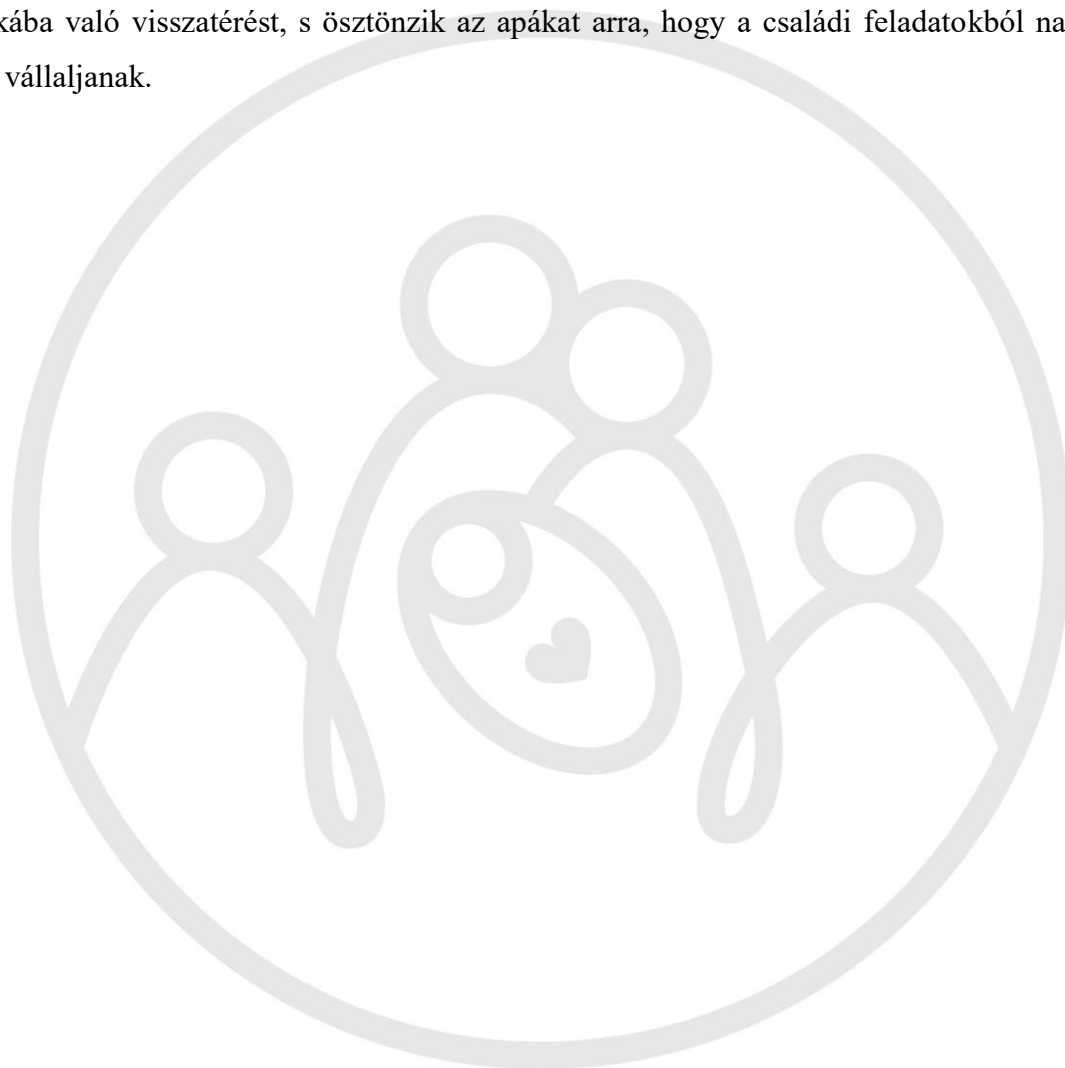 kába való visszatérést, s ösztönzik az apákat arra, hogy a családi feladatokból na
vállaljanak.